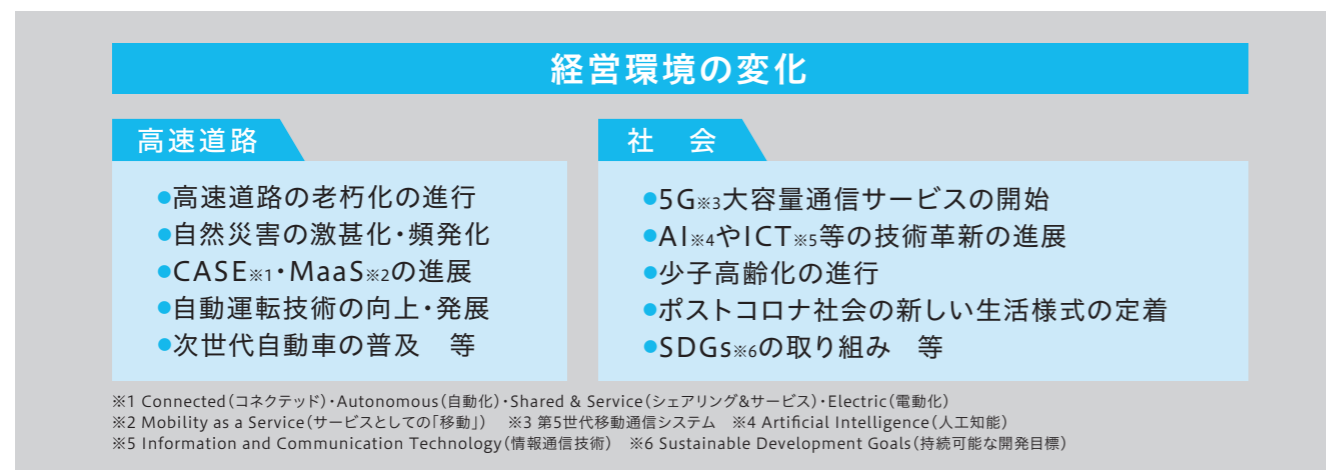 経営環境の変化
高速道路
●高速道路の老朽化の進行
●自然災害の激甚化・頻発化
●CASE※1・MaaS※2の進展
●自動運転技術の向上・発展
●次世代自動車の普及　等
社　会
●5G※3大容量通信サービスの開始
●AI※4やICT※5等の技術革新の進展
●少子高齢化の進行
●ポストコロナ社会の新しい生活様式の定着
●SDGs※6の取り組み　等
※1 Connected（コネクテッド）・Autonomous（自動化）・Shared & Service（シェアリング&サービス）・Electric（電動化）
※2 Mobility as a Service（サービスとしての「移動」）　※3 第5世代移動通信システム　※4 Artificial Intelligence（人工知能）
※5 Information and Communication Technology（情報通信技術）　※6 Sustainable Development Goals（持続可能な開発目標）